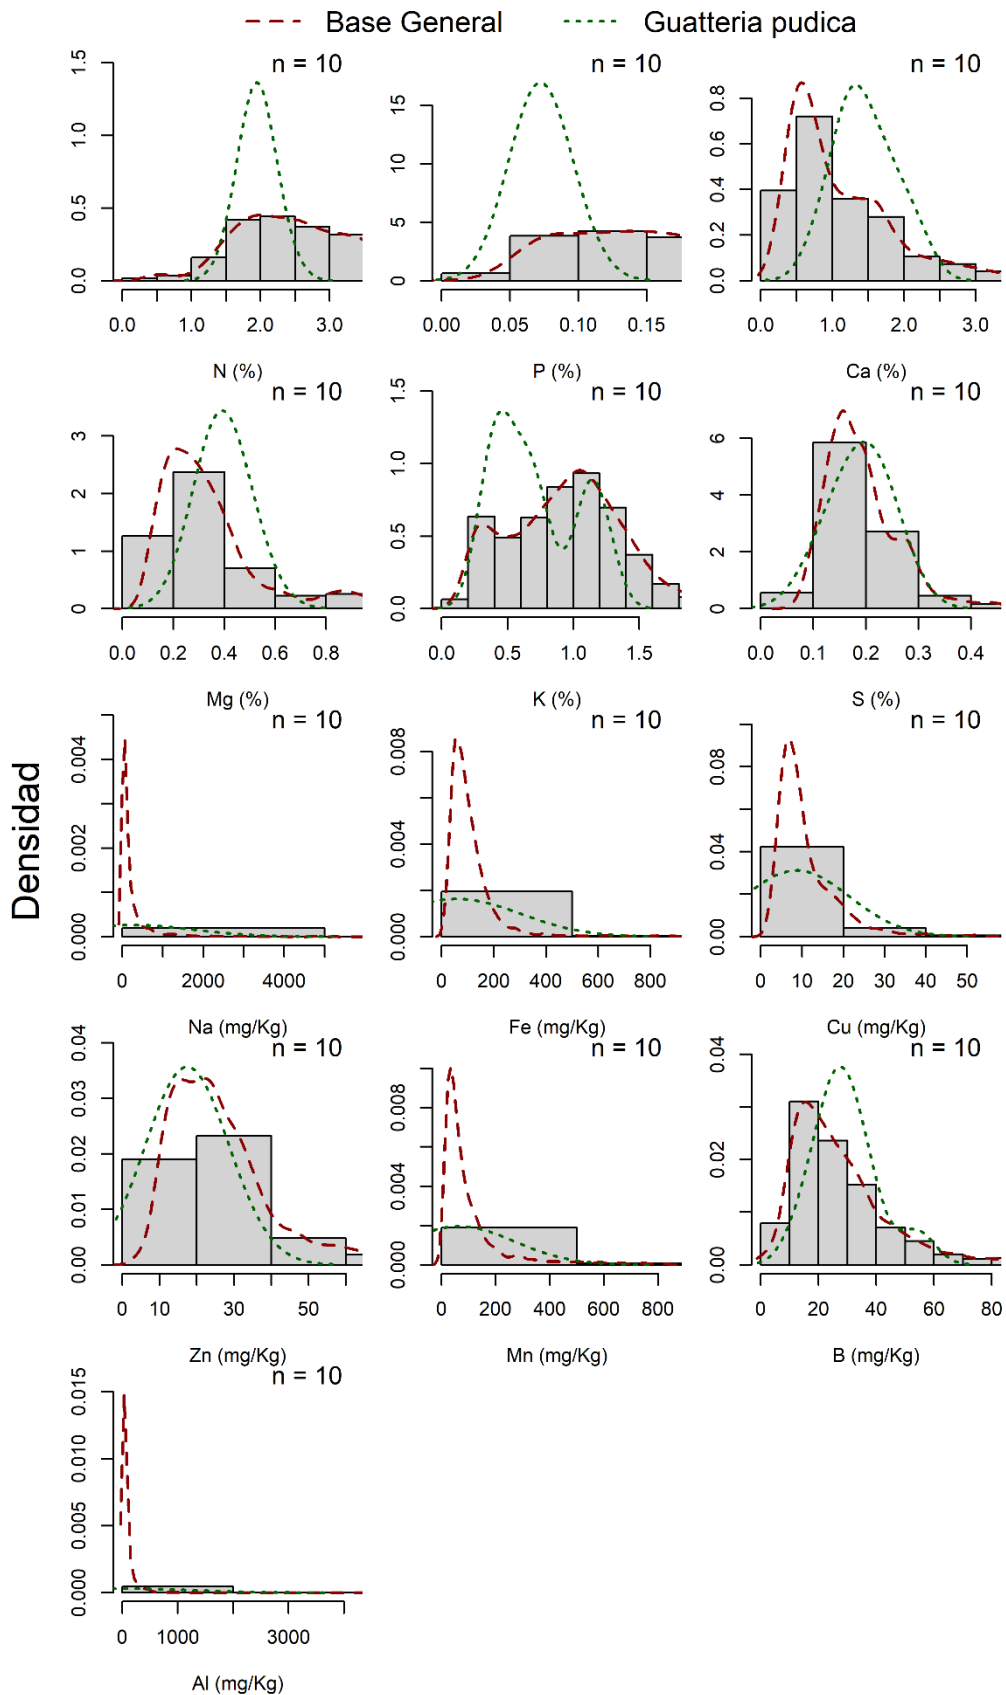 Base General Guatteria pudica
Densidad
n = 10 n = 10 n = 10
1.5
1.0
0.5
0.0
0.0 1.0 2.0 3.0
N (%)
15
10
5
0
0.00 0.05 0.10 0.15
P (%)
0.8
0.6
0.4
0.2
0.0
0.0 1.0 2.0 3.0
Ca (%)
n = 10 n = 10 n = 10
3
2
1
0
0.0 0.2 0.4 0.6 0.8
Mg (%)
1.5
1.0
0.5
0.0
0.0 0.5 1.0 1.5
K (%)
6
4
2
0
0.0 0.1 0.2 0.3 0.4
S (%)
n = 10 n = 10 n = 10
0.004
0.002
0.000
0 2000 4000
Na (mg/Kg)
0.008
0.004
0.000
0 200 400 600 800
Fe (mg/Kg)
0.08
0.04
0.00
0 10 20 30 40 50
Cu (mg/Kg)
n = 10 n = 10 n = 10
0.04
0.03
0.02
0.01
0.00
0 10 30 50
Zn (mg/Kg)
0.008
0.004
0.000
0 200 400 600 800
Mn (mg/Kg)
0.04
0.02
0.00
0 20 40 60 80
B (mg/Kg)
n = 10
0.015
0.010
0.005
0.000
0 1000 3000
Al (mg/Kg)